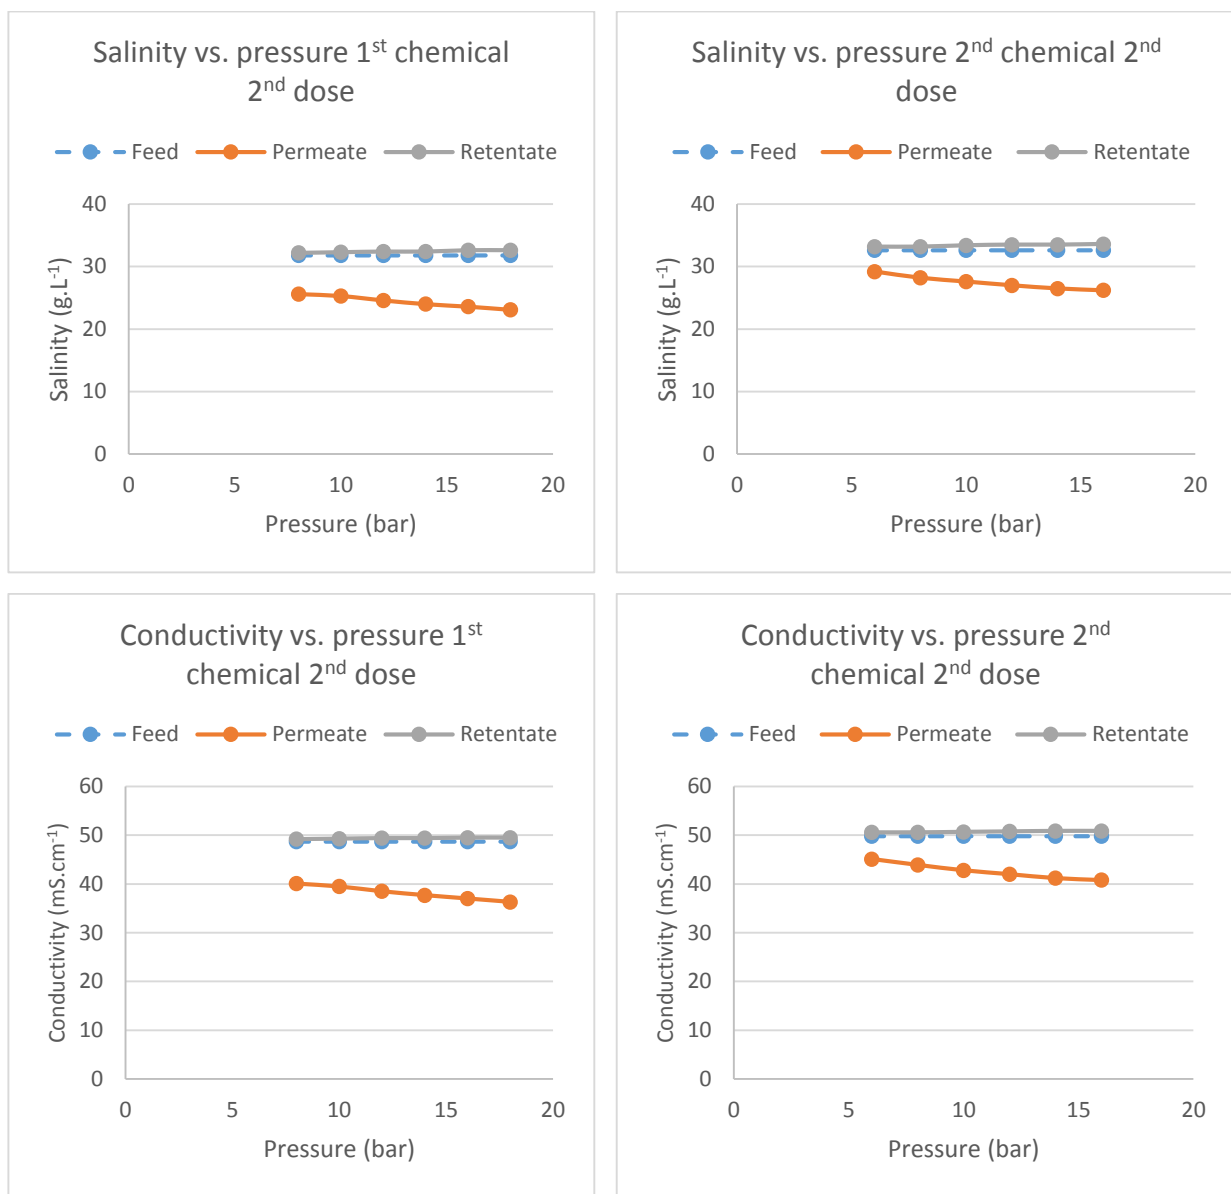 Salinity vs. pressure 1st chemical
2nd dose
Feed Permeate Retentate
40
30
20
10
0
Salinity (g.L-1)
0 5 10 15 20
Pressure (bar)
Salinity vs. pressure 2nd chemical 2nd
dose
Feed Permeate Retentate
40
30
20
10
0
Salinity (g.L-1)
0 5 10 15 20
Pressure (bar)
Conductivity vs. pressure 1st
chemical 2nd dose
Feed Permeate Retentate
60
50
40
30
20
10
0
Conductivity (mS.cm-1)
0 5 10 15 20
Pressure (bar)
Conductivity vs. pressure 2nd
chemical 2nd dose
Feed Permeate Retentate
60
50
40
30
20
10
0
Conductivity (mS.cm-1)
0 5 10 15 20
Pressure (bar)